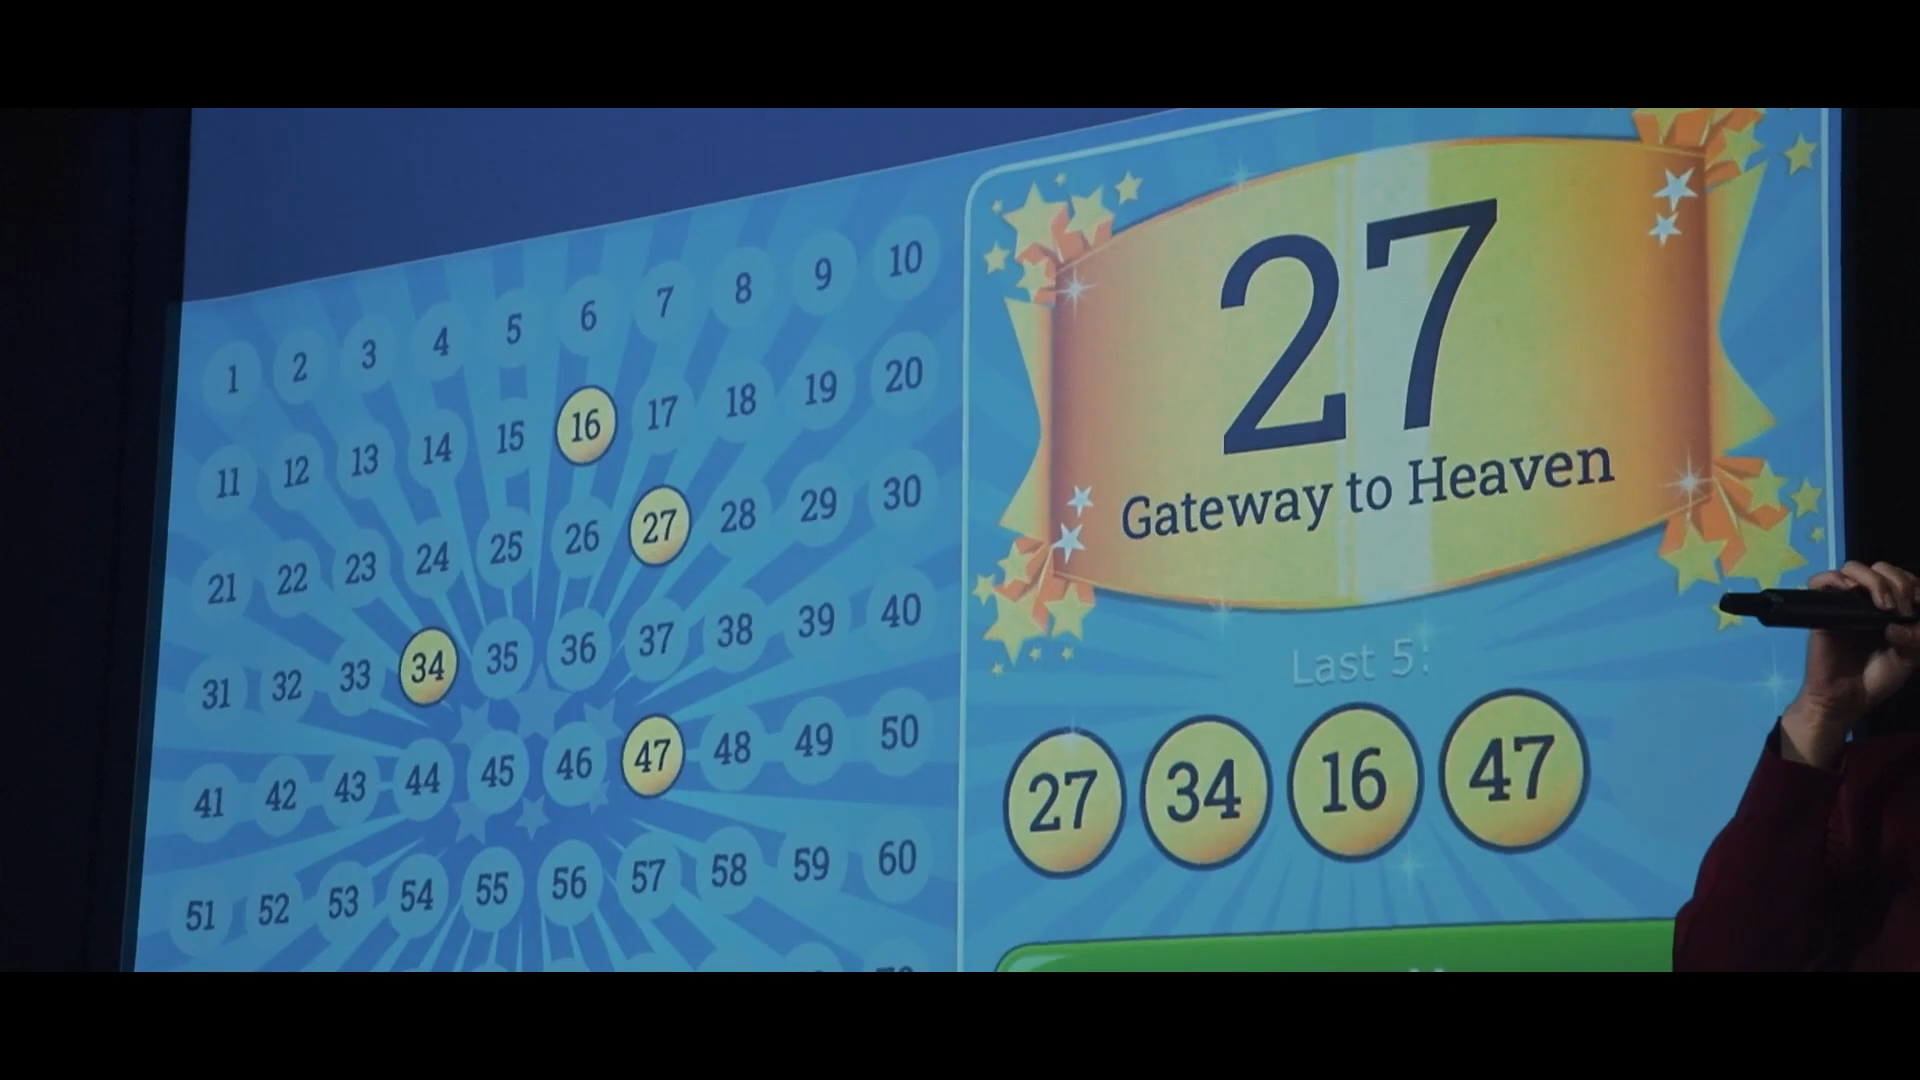 1 2 3 4 5 6 7 8 9 10
11 12 13 14 15 16 17 18 19 20
21 22 23 24 25 26 27 28 29 30
31 32 33 34 35 36 37 38 39 40
41 42 43 44 45 46 47 48 49 50
51 52 53 54 55 56 57 58 59 60
27
Gateway to Heaven
Last 5:
27 34 16 47